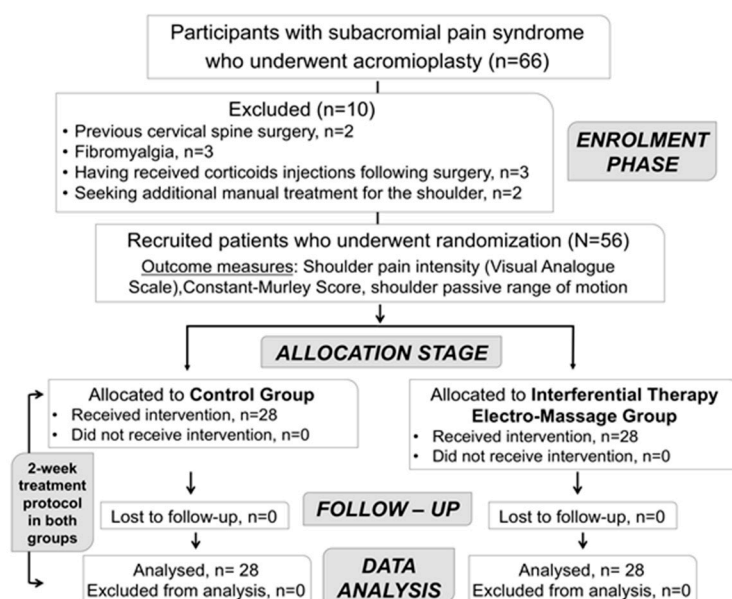 Participants with subacromial pain syndrome
who underwent acromioplasty (n=66)
Excluded (n=10)
• Previous cervical spine surgery, n=2
• Fibromyalgia, n=3
• Having received corticoids injections following surgery, n=3
• Seeking additional manual treatment for the shoulder, n=2
ENROLMENT
PHASE
Recruited patients who underwent randomization (N=56)
Outcome measures: Shoulder pain intensity (Visual Analogue
Scale),Constant-Murley Score, shoulder passive range of motion
ALLOCATION STAGE
Allocated to Control Group
• Received intervention, n=28
• Did not receive intervention, n=0
Allocated to Interferential Therapy
Electro-Massage Group
• Received intervention, n=28
• Did not receive intervention, n=0
2-week
treatment
protocol
in both
groups
Lost to follow-up, n=0
FOLLOW – UP
Lost to follow-up, n=0
Analysed, n= 28
Excluded from analysis, n=0
DATA
ANALYSIS
Analysed, n= 28
Excluded from analysis, n=0